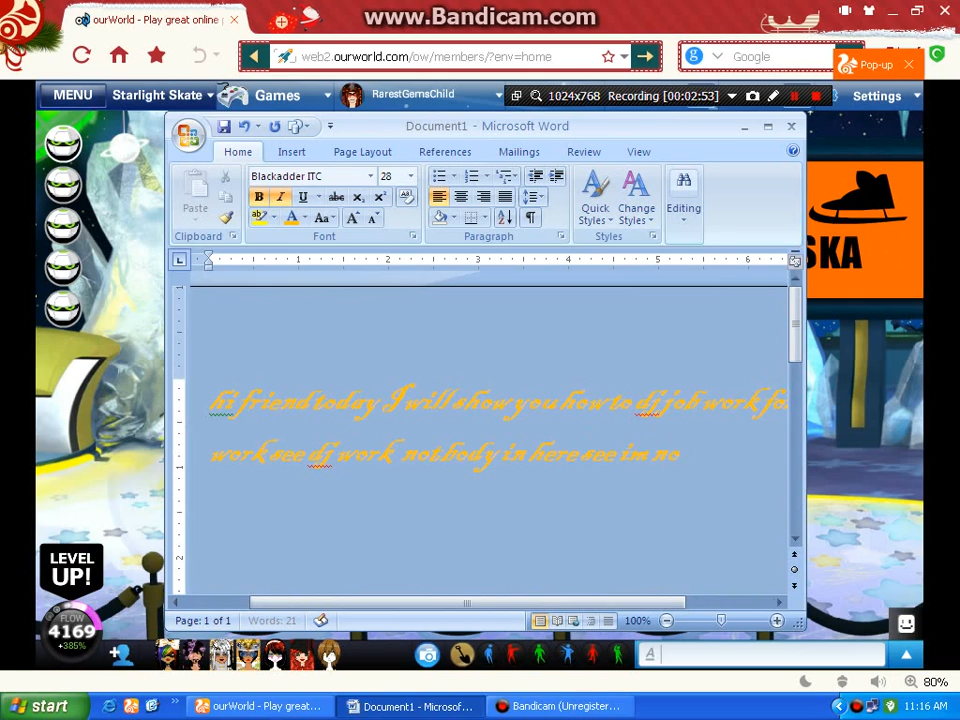 www.Bandicam.com
ourWorld - Play great online
web2.ourworld.com/ow/members/?env=home
Google
Pop-up
MENU
Starlight Skate
Games
RarestGemsChild
1024x768 Recording [00:02:53]
Settings
Document1 - Microsoft Word
Home Insert Page Layout References Mailings Review View
Blackadder ITC 28
Paste
Quick Styles
Change Styles
Editing
Clipboard Font Paragraph Styles
SKA
hi friend today I will show you how to dj job work fo
work see dj work not body in here see im no
LEVEL UP!
FLOW
4169
+385%
Page: 1 of 1 Words: 21 100%
80%
start
ourWorld - Play great...
Document1 - Microsof...
Bandicam (Unregister...
11:16 AM